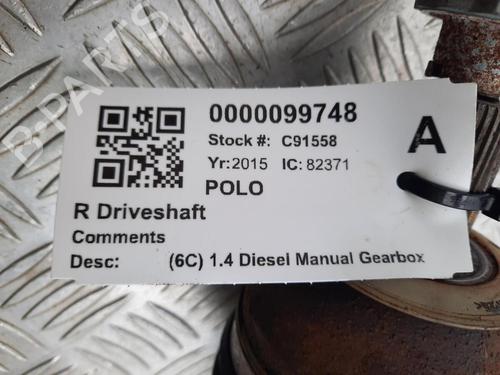 B-PARTS
0000099748
Stock #: C91558
A
Yr:2015 IC: 82371
POLO
R Driveshaft
Comments
Desc: (6C) 1.4 Diesel Manual Gearbox